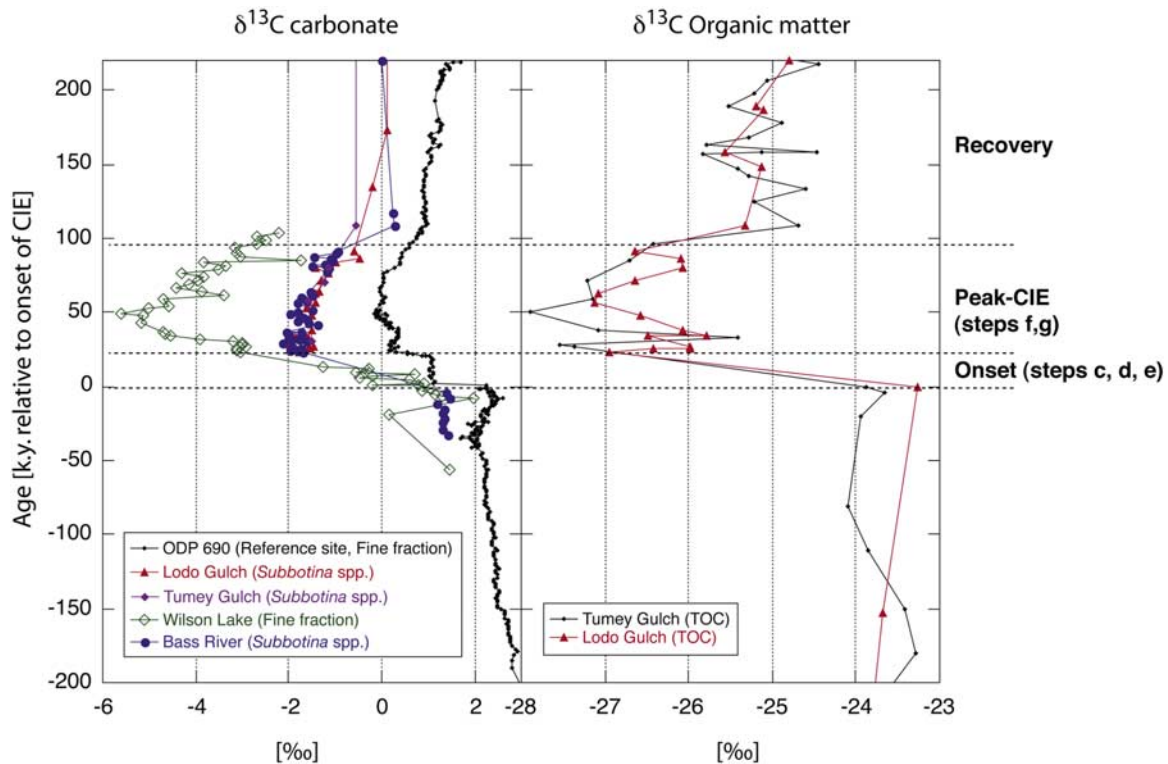 δ13C carbonate
δ13C Organic matter
Age [k.y. relative to onset of CIE]
200
150
100
50
0
-50
-100
-150
-200
ODP 690 (Reference site, Fine fraction)
Lodo Gulch (Subbotina spp.)
Tumey Gulch (Subbotina spp.)
Wilson Lake (Fine fraction)
Bass River (Subbotina spp.)
Tumey Gulch (TOC)
Lodo Gulch (TOC)
Recovery
Peak-CIE
(steps f,g)
Onset (steps c, d, e)
-6 -4 -2 0 2 -28 -27 -26 -25 -24 -23
[‰]
[‰]